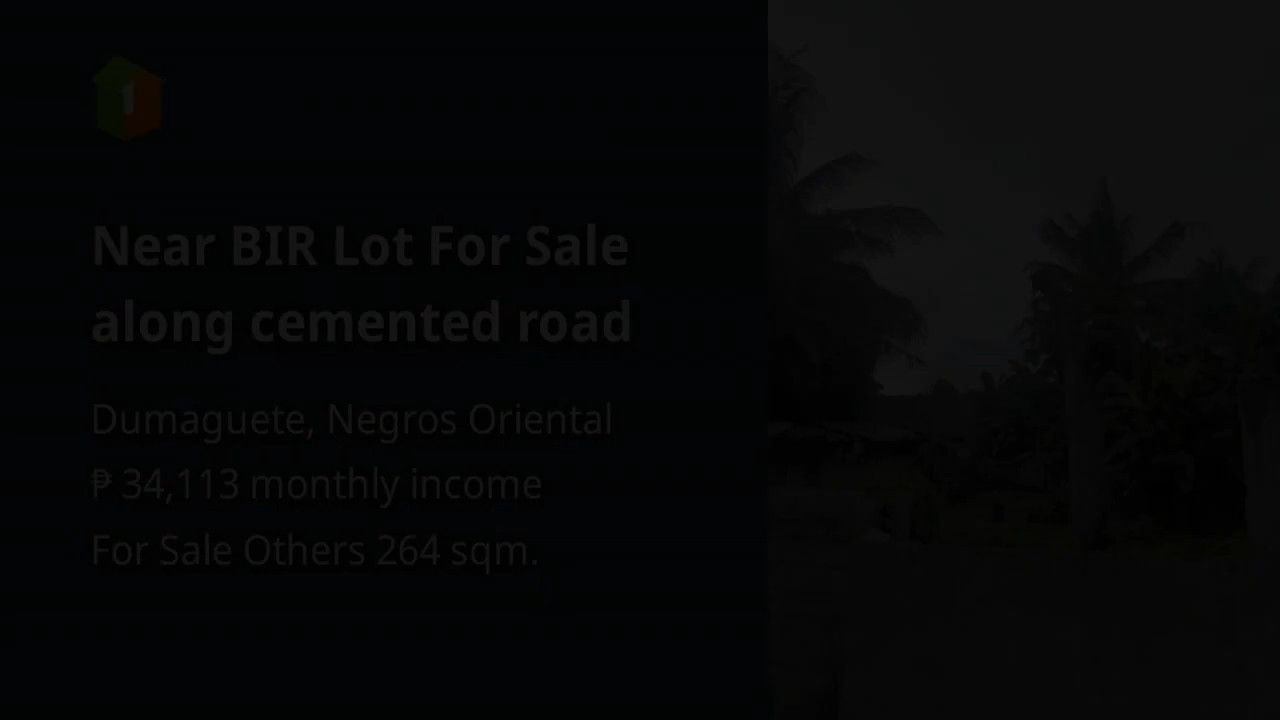 1
Near BIR Lot For Sale
along cemented road
Dumaguete, Negros Oriental
₱ 34,113 monthly income
For Sale Others 264 sqm.